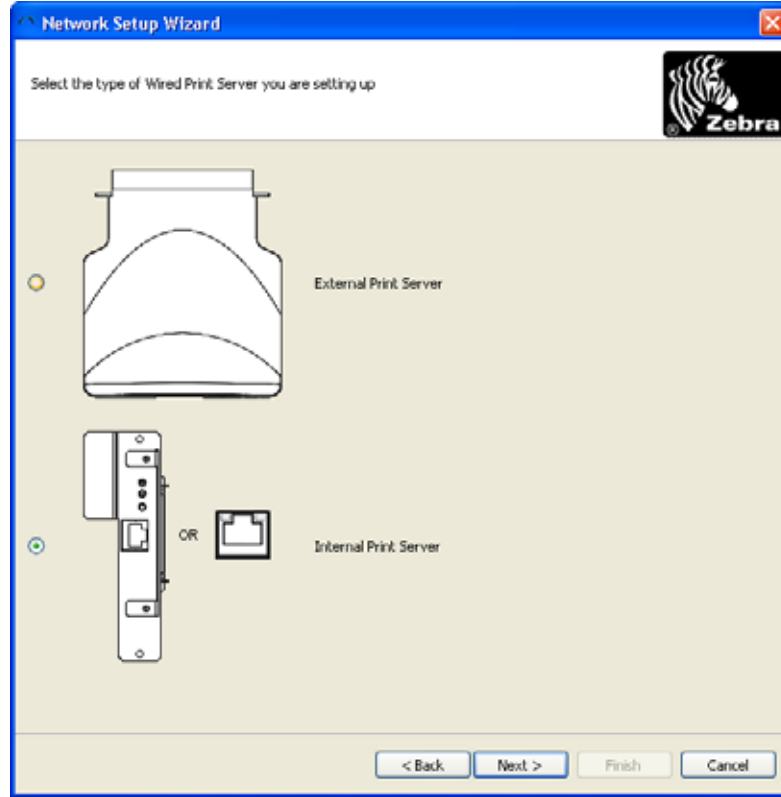 Network Setup Wizard
Select the type of Wired Print Server you are setting up
® Zebra
External Print Server
OR
Internal Print Server
< Back Next > Finish Cancel